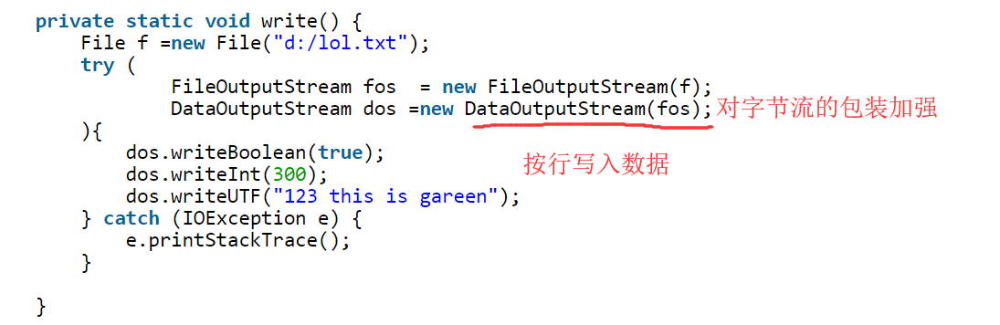 private static void write() {
    File f =new File("d:/lol.txt");
    try (
            FileOutputStream fos  = new FileOutputStream(f);
            DataOutputStream dos =new DataOutputStream(fos); 对字节流的包装加强
    ){
        dos.writeBoolean(true);
        dos.writeInt(300); 按行写入数据
        dos.writeUTF("123 this is gareen");
    } catch (IOException e) {
        e.printStackTrace();
    }
}